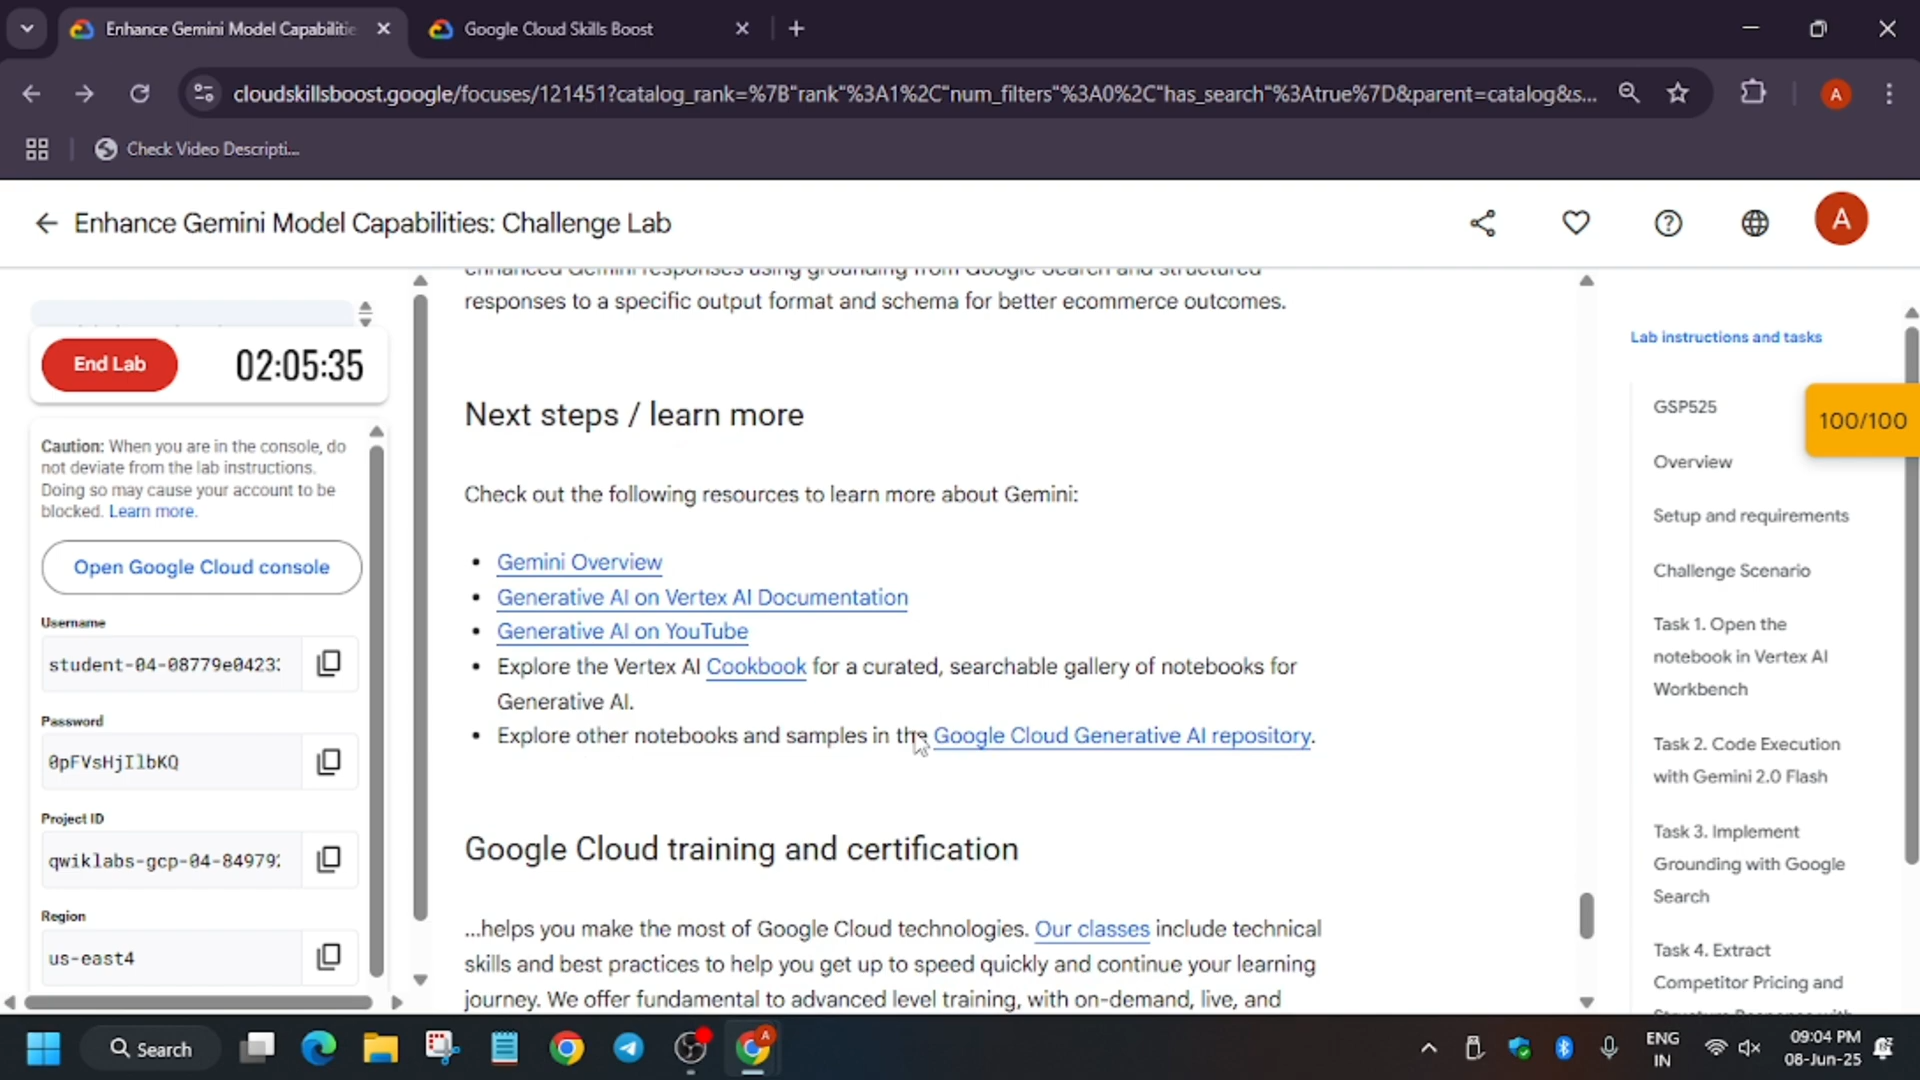 Enhance Gemini Model Capabilitie
Google Cloud Skills Boost
cloudskillsboost.google/focuses/121451?catalog_rank=%7B"rank"%3A1%2C"num_filters"%3A0%2C"has_search"%3Atrue%7D&parent=catalog&s...
A
Check Video Descripti...
Enhance Gemini Model Capabilities: Challenge Lab
A
End Lab
02:05:35
Caution: When you are in the console, do
not deviate from the lab instructions.
Doing so may cause your account to be
blocked. Learn more.
Open Google Cloud console
Username
student-04-08779e0423
Password
0pFVsHjIlbKQ
Project ID
qwiklabs-gcp-04-84979
Region
us-east4
enhanced Gemini responses using grounding from Google Search and structured
responses to a specific output format and schema for better ecommerce outcomes.
Next steps / learn more
Check out the following resources to learn more about Gemini:
• Gemini Overview
• Generative AI on Vertex AI Documentation
• Generative AI on YouTube
• Explore the Vertex AI Cookbook for a curated, searchable gallery of notebooks for
Generative AI.
• Explore other notebooks and samples in the Google Cloud Generative AI repository.
Google Cloud training and certification
...helps you make the most of Google Cloud technologies. Our classes include technical
skills and best practices to help you get up to speed quickly and continue your learning
journey. We offer fundamental to advanced level training, with on-demand, live, and
Lab instructions and tasks
GSP525
100/100
Overview
Setup and requirements
Challenge Scenario
Task 1. Open the
notebook in Vertex AI
Workbench
Task 2. Code Execution
with Gemini 2.0 Flash
Task 3. Implement
Grounding with Google
Search
Task 4. Extract
Competitor Pricing and
Search
A
ENG
IN
09:04 PM
08-Jun-25